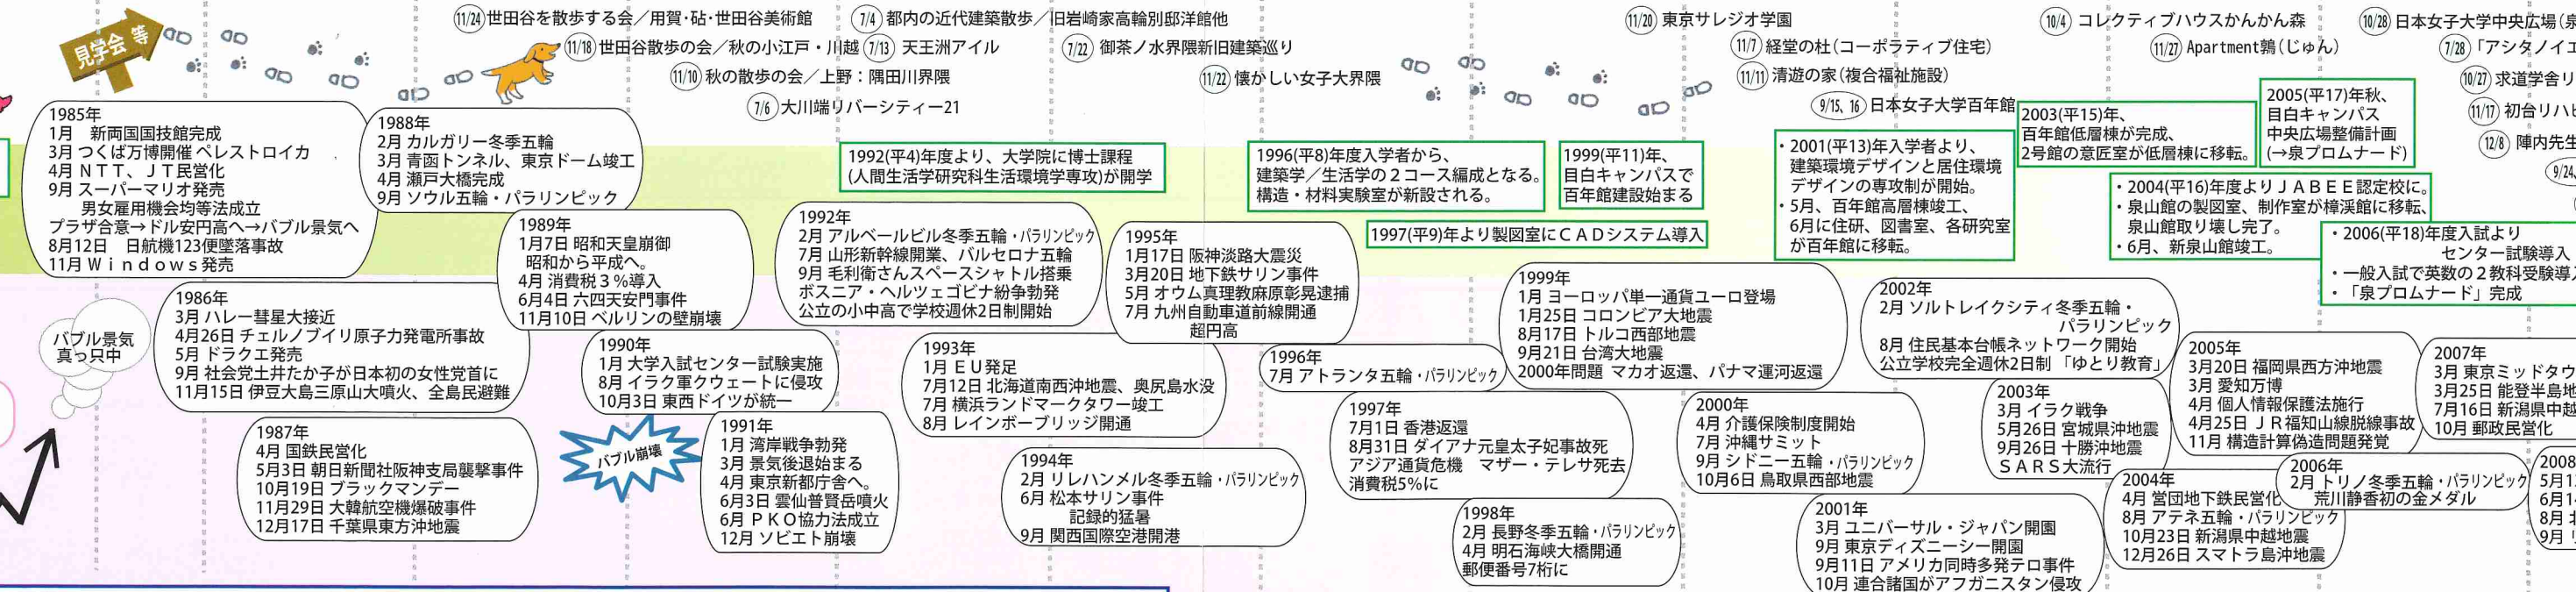 見学会 等
11/24 世田谷を散歩する会／用賀・砧・世田谷美術館
11/18 世田谷散歩の会／秋の小江戸・川越
11/10 秋の散歩の会／上野：隅田川界隈
7/6 大川端リバーシティー21
7/4 都内の近代建築散歩／旧岩崎家高輪別邸洋館他
7/13 天王洲アイル
7/22 御茶ノ水界隈新旧建築巡り
11/22 懐かしい女子大界隈
11/20 東京サレジオ学園
11/7 経堂の杜（コーポラティブ住宅）
11/11 清遊の家（複合福祉施設）
9/15、16 日本女子大学百年館
10/4 コレクティブハウスかんかん森
11/27 Apartment鶉（じゅん）
10/28 日本女子大学中央広場（
7/28 「アシタノイ
10/27 求道学舎リ
11/17 初台リハ
12/8 陣内先生
9/24
1992(平4)年度より、大学院に博士課程
(人間生活学研究科生活環境学専攻)が開学
1996(平8)年度入学者から、
建築学／生活学の２コース編成となる。
構造・材料実験室が新設される。
1999(平11)年、
目白キャンパスで
百年館建設始まる
1997(平9)年より製図室にＣＡＤシステム導入
・2001(平13)年入学者より、
建築環境デザインと居住環境
デザインの専攻制が開始。
・5月、百年館高層棟竣工、
6月に住研、図書室、各研究室
が百年館に移転。
2003(平15)年、
百年館低層棟が完成、
2号館の意匠室が低層棟に移転。
2005(平17)年秋、
目白キャンパス
中央広場整備計画
(→泉プロムナード)
・2004(平16)年度よりＪＡＢＥＥ認定校に。
・泉山館の製図室、制作室が樟渓館に移転、
泉山館取り壊し完了。
・6月、新泉山館竣工。
・2006(平18)年度入試より
センター試験導入
・一般入試で英数の２教科受験導入
・「泉プロムナード」完成
1985年
1月　新両国国技館完成
3月 つくば万博開催 ペレストロイカ
4月 ＮＴＴ、ＪＴ民営化
9月 スーパーマリオ発売
男女雇用機会均等法成立
プラザ合意→ドル安円高へ→バブル景気へ
8月12日　日航機123便墜落事故
11月 Ｗｉｎｄｏｗｓ発売
バブル景気
真っ只中
1986年
3月 ハレー彗星大接近
4月26日 チェルノブイリ原子力発電所事故
5月 ドラクエ発売
9月 社会党土井たか子が日本初の女性党首に
11月15日 伊豆大島三原山大噴火、全島民避難
1987年
4月 国鉄民営化
5月3日 朝日新聞社阪神支局襲撃事件
10月19日 ブラックマンデー
11月29日 大韓航空機爆破事件
12月17日 千葉県東方沖地震
1988年
2月 カルガリー冬季五輪
3月 青函トンネル、東京ドーム竣工
4月 瀬戸大橋完成
9月 ソウル五輪・パラリンピック
1989年
1月7日 昭和天皇崩御
昭和から平成へ。
4月 消費税３％導入
6月4日 六四天安門事件
11月10日 ベルリンの壁崩壊
1990年
1月 大学入試センター試験実施
8月 イラク軍クウェートに侵攻
10月3日 東西ドイツが統一
バブル崩壊
1991年
1月 湾岸戦争勃発
3月 景気後退始まる
4月 東京新都庁舎へ。
6月3日 雲仙普賢岳噴火
6月 ＰＫＯ協力法成立
12月 ソビエト崩壊
1992年
2月 アルベールビル冬季五輪・パラリンピック
7月 山形新幹線開業、バルセロナ五輪
9月 毛利衛さんスペースシャトル搭乗
ボスニア・ヘルツェゴビナ紛争勃発
公立の小中高で学校週休2日制開始
1993年
1月 ＥＵ発足
7月12日 北海道南西沖地震、奥尻島水没
7月 横浜ランドマークタワー竣工
8月 レインボーブリッジ開通
1994年
2月 リレハンメル冬季五輪・パラリンピック
6月 松本サリン事件
記録的猛暑
9月 関西国際空港開港
1995年
1月17日 阪神淡路大震災
3月20日 地下鉄サリン事件
5月 オウム真理教麻原彰晃逮捕
7月 九州自動車道前線開通
超円高
1996年
7月 アトランタ五輪・パラリンピック
1997年
7月1日 香港返還
8月31日 ダイアナ元皇太子妃事故死
アジア通貨危機　マザー・テレサ死去
消費税5％に
1998年
2月 長野冬季五輪・パラリンピック
4月 明石海峡大橋開通
郵便番号7桁に
1999年
1月 ヨーロッパ単一通貨ユーロ登場
1月25日 コロンビア大地震
8月17日 トルコ西部地震
9月21日 台湾大地震
2000年問題 マカオ返還、パナマ運河返還
2000年
4月 介護保険制度開始
7月 沖縄サミット
9月 シドニー五輪・パラリンピック
10月6日 鳥取県西部地震
2001年
3月 ユニバーサル・ジャパン開園
9月 東京ディズニーシー開園
9月11日 アメリカ同時多発テロ事件
10月 連合諸国がアフガニスタン侵攻
2002年
2月 ソルトレイクシティ冬季五輪・
パラリンピック
8月 住民基本台帳ネットワーク開始
公立学校完全週休2日制 「ゆとり教育」
2003年
3月 イラク戦争
5月26日 宮城県沖地震
9月26日 十勝沖地震
ＳＡＲＳ大流行
2004年
4月 営団地下鉄民営化
8月 アテネ五輪・パラリンピック
10月23日 新潟県中越地震
12月26日 スマトラ島沖地震
2005年
3月20日 福岡県西方沖地震
3月 愛知万博
4月 個人情報保護法施行
4月25日 ＪＲ福知山線脱線事故
11月 構造計算偽造問題発覚
2006年
2月 トリノ冬季五輪・パラリンピック
荒川静香初の金メダル
2007年
3月 東京ミッドタウ
3月25日 能登半島地
7月16日 新潟県中越
10月 郵政民営化
2008
5月1
6月1
8月
9月